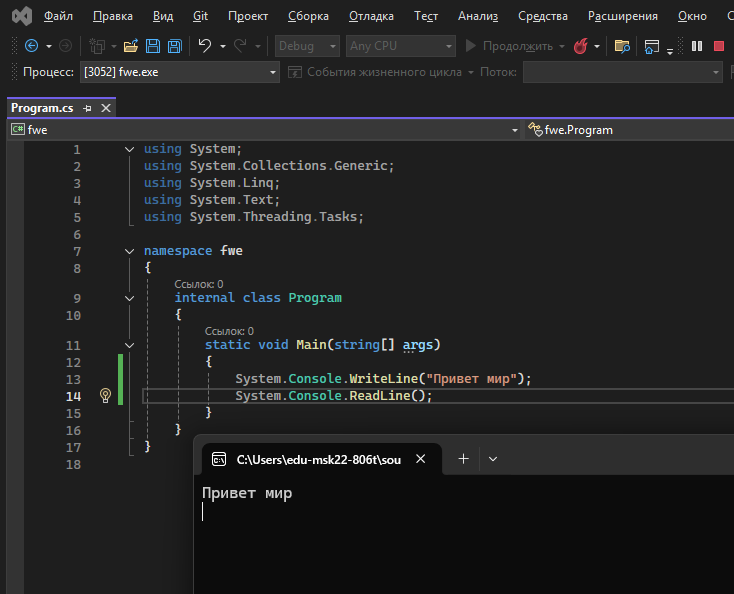 Файл Правка Вид Git Проект Сборка Отладка Тест Анализ Средства Расширения Окно
Debug Any CPU Продолжить
Процесс: [3052] fwe.exe События жизненного цикла Поток:
Program.cs
C# fwe fwe.Program
1 using System;
2 using System.Collections.Generic;
3 using System.Linq;
4 using System.Text;
5 using System.Threading.Tasks;
6
7 namespace fwe
8 {
Ссылок: 0
9 internal class Program
10 {
Ссылок: 0
11 static void Main(string[] args)
12 {
13 System.Console.WriteLine("Привет мир");
14 System.Console.ReadLine();
15 }
16 }
17 }
18
C:\Users\edu-msk22-806t\sou
Привет мир